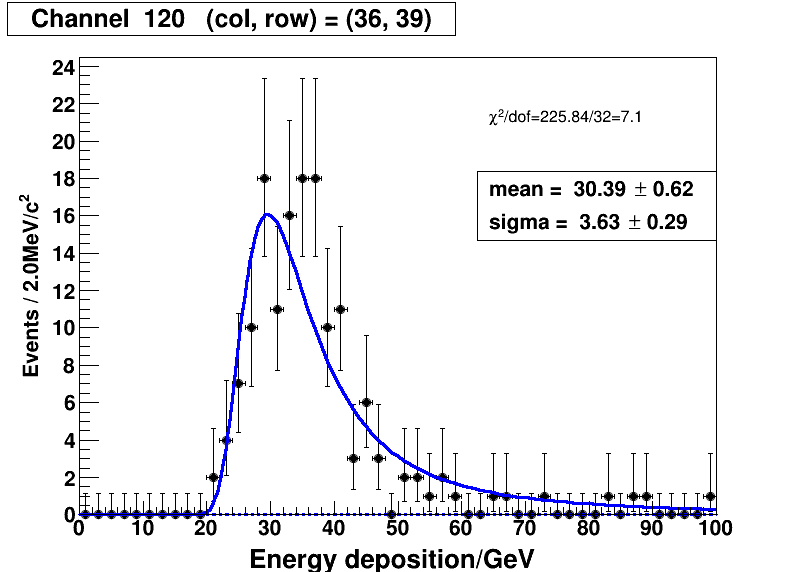 Channel 120 (col, row) = (36, 39)
χ²/dof=225.84/32=7.1
mean = 30.39 ± 0.62
sigma = 3.63 ± 0.29
Events / 2.0MeV/c²
24
22
20
18
16
14
12
10
8
6
4
2
0
0 10 20 30 40 50 60 70 80 90 100
Energy deposition/GeV